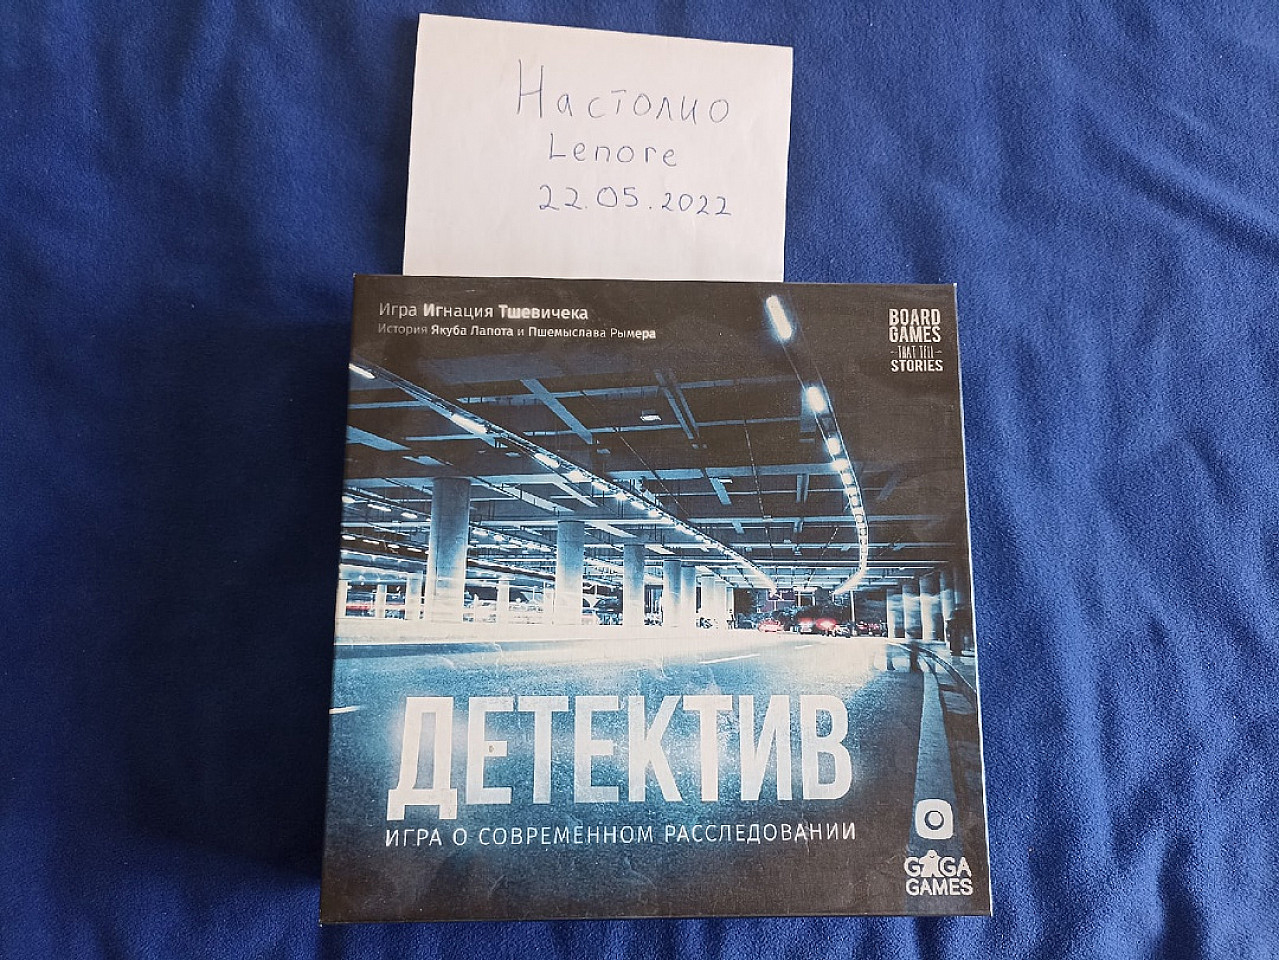 Настолио
Lenore
22.05.2022
Игра Игнация Тшевичека
История Якуба Лапота и Пшемыслава Рымера
BOARD
GAMES
- THAT TELL -
STORIES
ДЕТЕКТИВ
ИГРА О СОВРЕМЕННОМ РАССЛЕДОВАНИИ
GAGA
GAMES